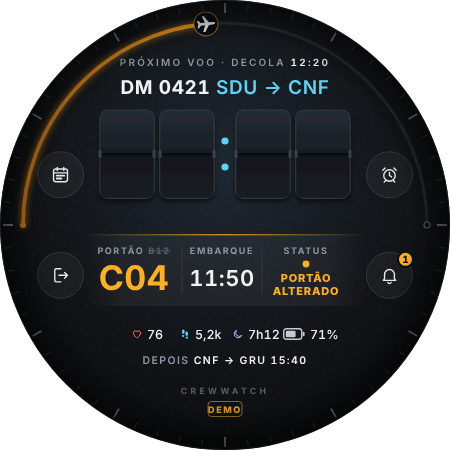 PRÓXIMO VOO · DECOLA 12:20
DM 0421 SDU → CNF
PORTÃO B12 EMBARQUE STATUS
C04 11:50 PORTÃO ALTERADO
1
76 5,2k 7h12 71%
DEPOIS CNF → GRU 15:40
CREWWATCH
DEMO